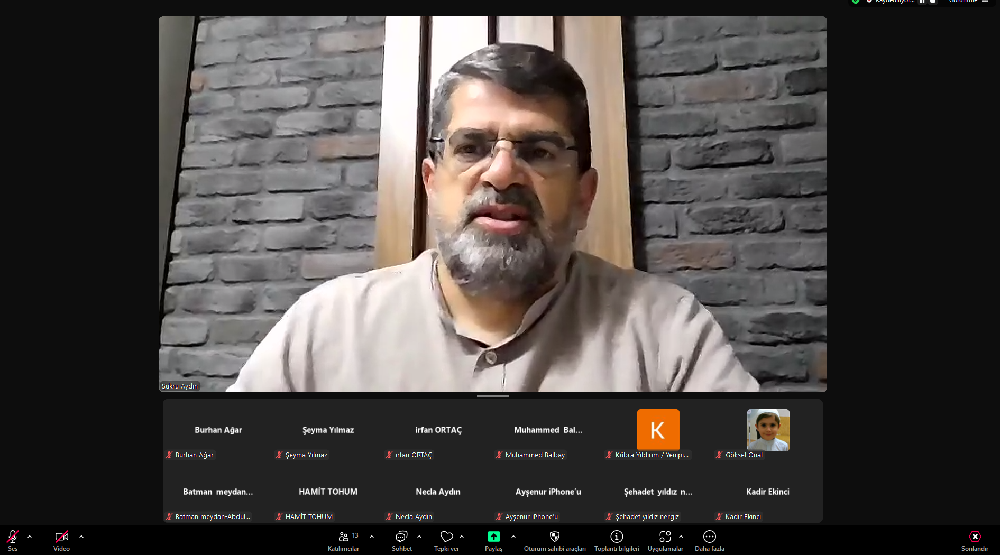 Kaydediliyor...
Görüntüle
Şükrü Aydın
Burhan Ağar
Şeyma Yılmaz
irfan ORTAÇ
Muhammed Bal...
K
Burhan Ağar
Şeyma Yılmaz
irfan ORTAÇ
Muhammed Balbay
Kübra Yıldırım / Yenipı...
Göksel Onat
Batman meydan...
HAMİT TOHUM
Necla Aydın
Ayşenur iPhone'u
Şehadet yıldız n...
Kadir Ekinci
Batman meydan-Abdul...
HAMİT TOHUM
Necla Aydın
Ayşenur iPhone'u
Şehadet yıldız nergiz
Kadir Ekinci
13
Ses
Video
Katılımcılar
Sohbet
Tepki ver
Paylaş
Oturum sahibi araçları
Toplantı bilgileri
Uygulamalar
Daha fazla
Sonlandır